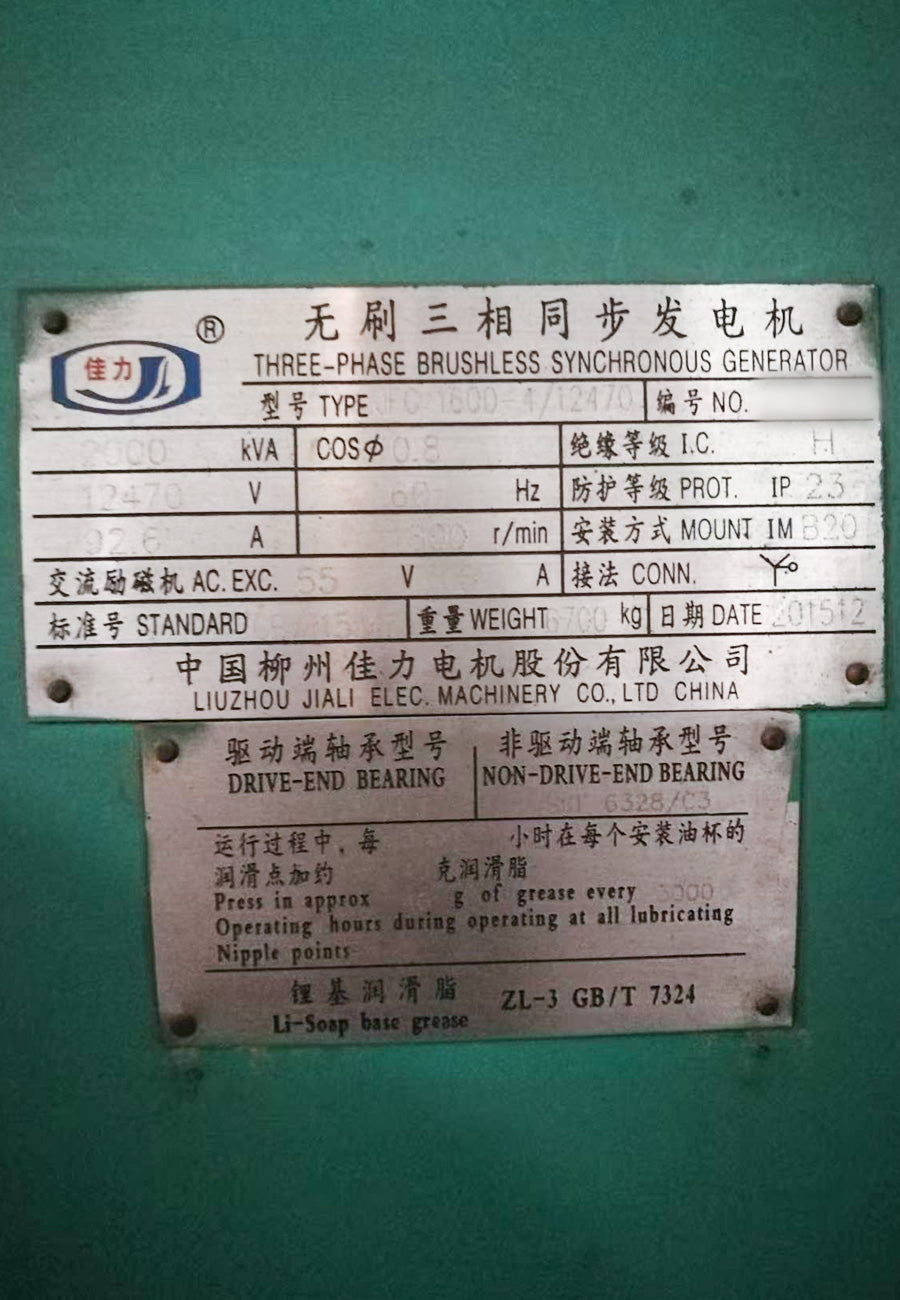 佳力 ®
无刷三相同步发电机
THREE-PHASE BRUSHLESS SYNCHRONOUS GENERATOR
型号 TYPE 1600-4/12470 编号 NO.
2000 kVA COSφ 0.8 绝缘等级 I.C. H
12470 V 60 Hz 防护等级 PROT. IP 23
92.6 A r/min 安装方式 MOUNT IM B20
交流励磁机 AC. EXC. 55 V A 接法 CONN.
标准号 STANDARD 重量 WEIGHT 6700 kg 日期 DATE 201512
中国柳州佳力电机股份有限公司
LIUZHOU JIALI ELEC. MACHINERY CO., LTD CHINA
驱动端轴承型号 非驱动端轴承型号
DRIVE-END BEARING NON-DRIVE-END BEARING
6328/C3
运行过程中，每 小时在每个安装油杯的
润滑点加约 克润滑脂
Press in approx g of grease every 3000
Operating hours during operating at all lubricating
Nipple points
锂基润滑脂 ZL-3 GB/T 7324
Li-Soap base grease